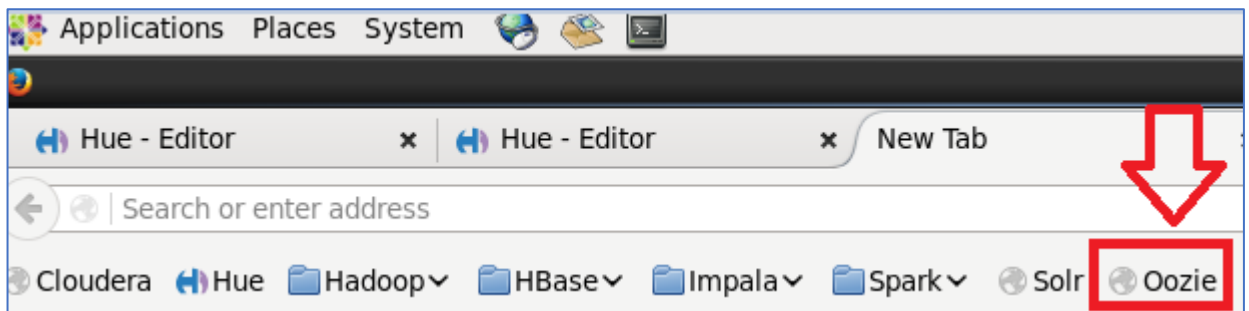 Applications Places System
Hue - Editor Hue - Editor New Tab
Search or enter address
Cloudera Hue Hadoop HBase Impala Spark Solr Oozie